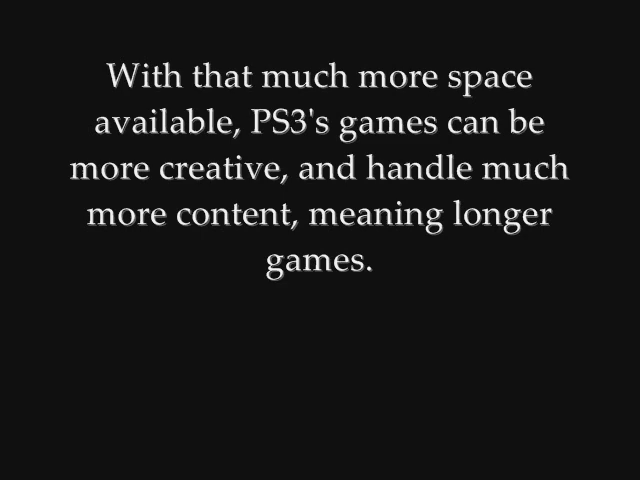 With that much more space
available, PS3's games can be
more creative, and handle much
more content, meaning longer
games.